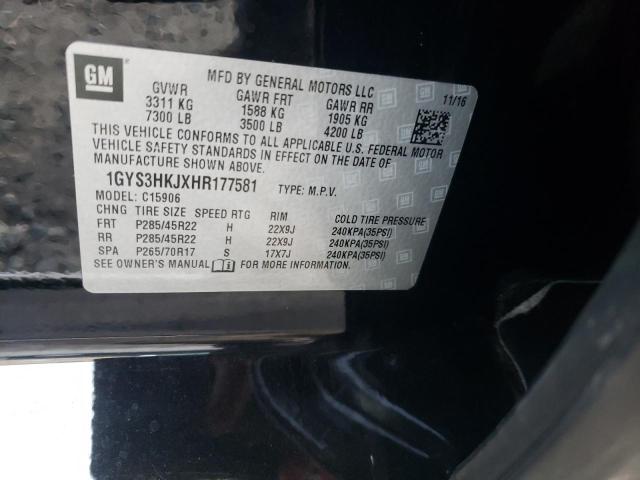 GM
MFD BY GENERAL MOTORS LLC
11/16
GVWR GAWR FRT GAWR RR
3311 KG 1588 KG 1905 KG
7300 LB 3500 LB 4200 LB
THIS VEHICLE CONFORMS TO ALL APPLICABLE U.S. FEDERAL MOTOR
VEHICLE SAFETY STANDARDS IN EFFECT ON THE DATE OF
MANUFACTURE SHOWN ABOVE.
1GYS3HKJXHR177581 TYPE: M.P.V.
MODEL: C15906
CHNG TIRE SIZE SPEED RTG RIM COLD TIRE PRESSURE
FRT P285/45R22 H 22X9J 240KPA(35PSI)
RR P285/45R22 H 22X9J 240KPA(35PSI)
SPA P265/70R17 S 17X7J 240KPA(35PSI)
SEE OWNER'S MANUAL FOR MORE INFORMATION.